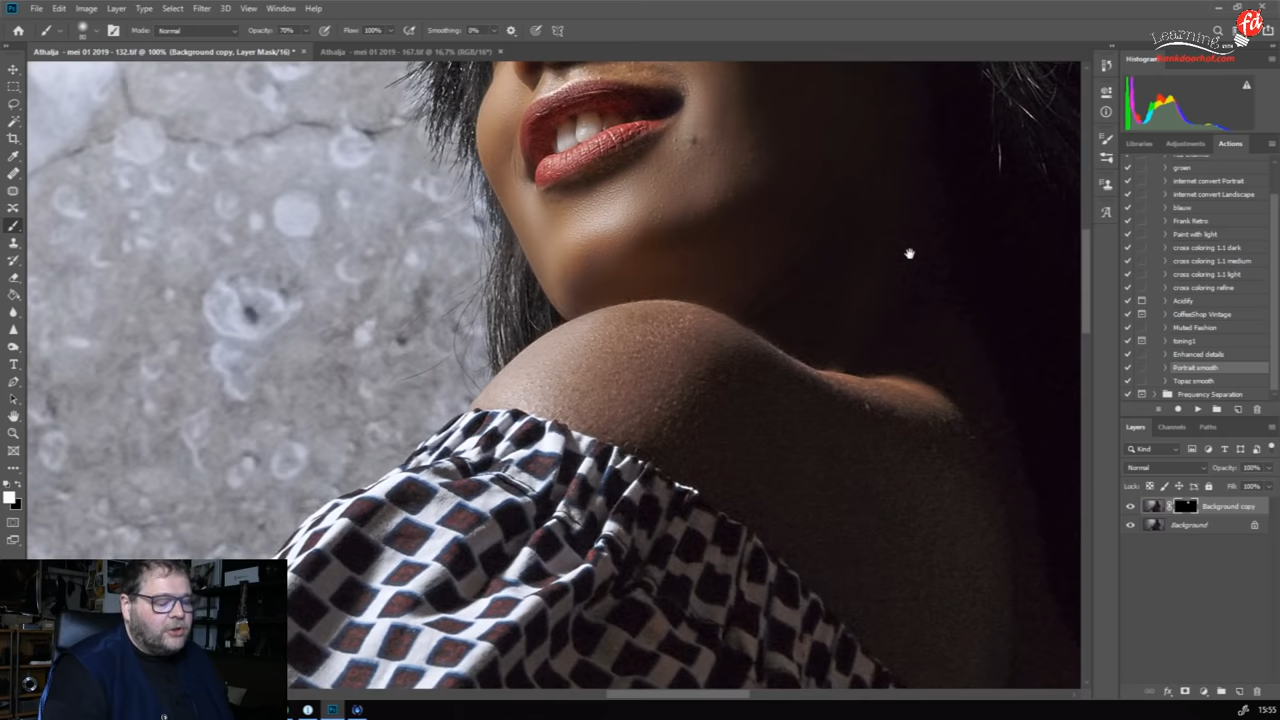 File Edit Image Layer Type Select Filter 3D View Window Help
Mode: Normal Opacity: 70% Flow: 100% Smoothing: 0%
Learning with
frankdoorhof.com
fd
Athalja - mei 01 2019 - 132.tif @ 100% (Background copy, Layer Mask/16) * × Athalja - mei 01 2019 - 167.tif @ 16,7% (RGB/16*) ×
Histogram
Libraries Adjustments Actions
groen
internet convert Portrait
internet convert Landscape
blauw
Frank Retro
Paint with light
cross coloring 1.1 dark
cross coloring 1.1 medium
cross coloring 1.1 light
cross coloring refine
Acidify
CoffeeShop Vintage
Muted Fashion
toning1
Enhanced details
Portrait smooth
Topaz smooth
Frequency Separation
Layers Channels Paths
Kind
Normal Opacity: 100%
Lock: Fill: 100%
Background copy
Background
15:55